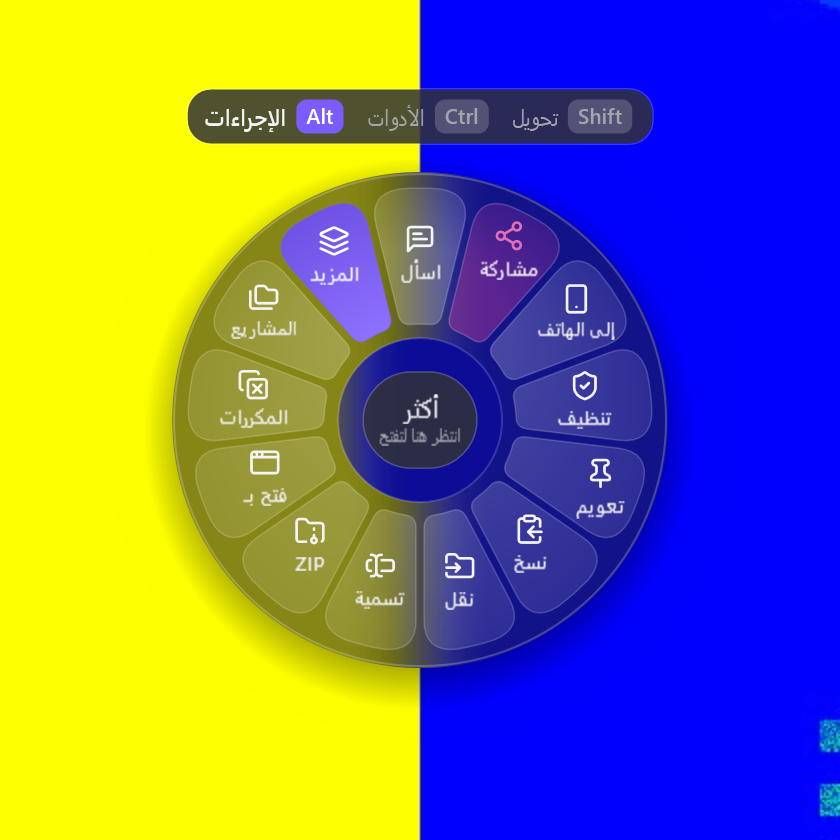 Shift تحويل Ctrl الأدوات Alt الإجراءات
اسأل
مشاركة
إلى الهاتف
تنظيف
تعويم
نسخ
نقل
تسمية
ZIP
فتح بـ
المكررات
المشاريع
المزيد
أكثر
انتظر هنا لتفتح